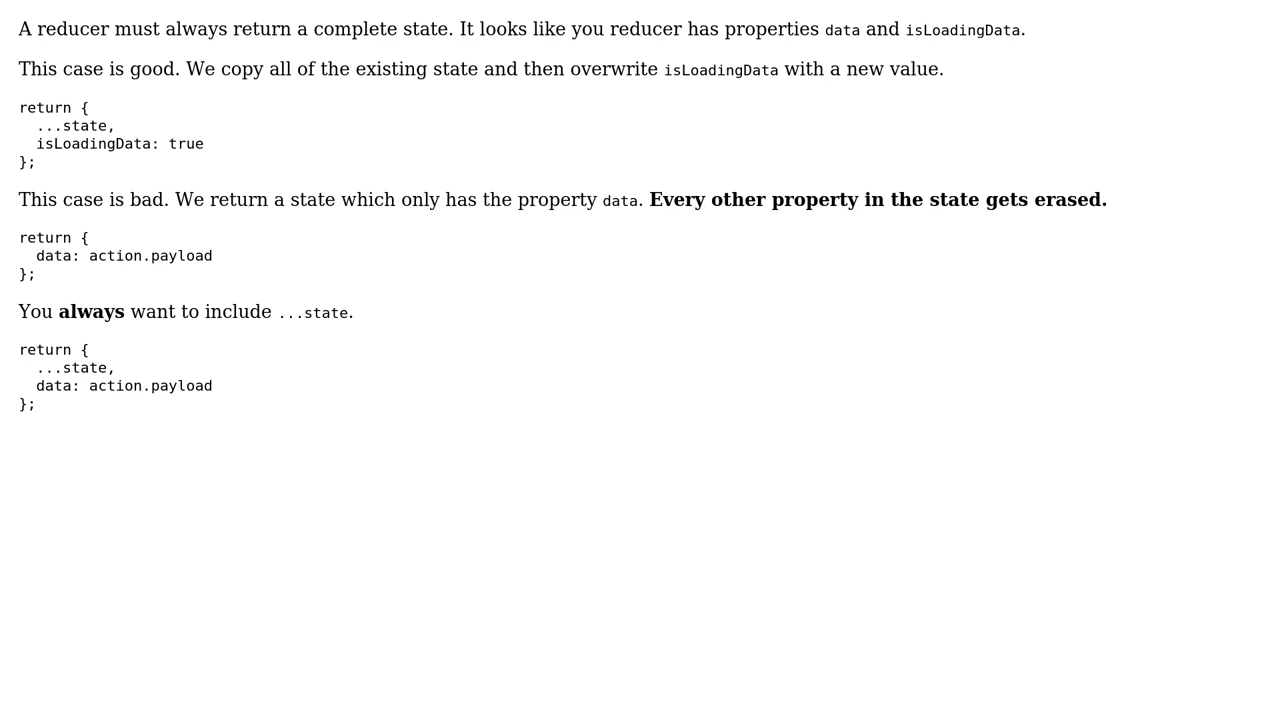 A reducer must always return a complete state. It looks like you reducer has properties data and isLoadingData.
This case is good. We copy all of the existing state and then overwrite isLoadingData with a new value.
return {
  ...state,
  isLoadingData: true
};
This case is bad. We return a state which only has the property data. Every other property in the state gets erased.
return {
  data: action.payload
};
You always want to include ...state.
return {
  ...state,
  data: action.payload
};